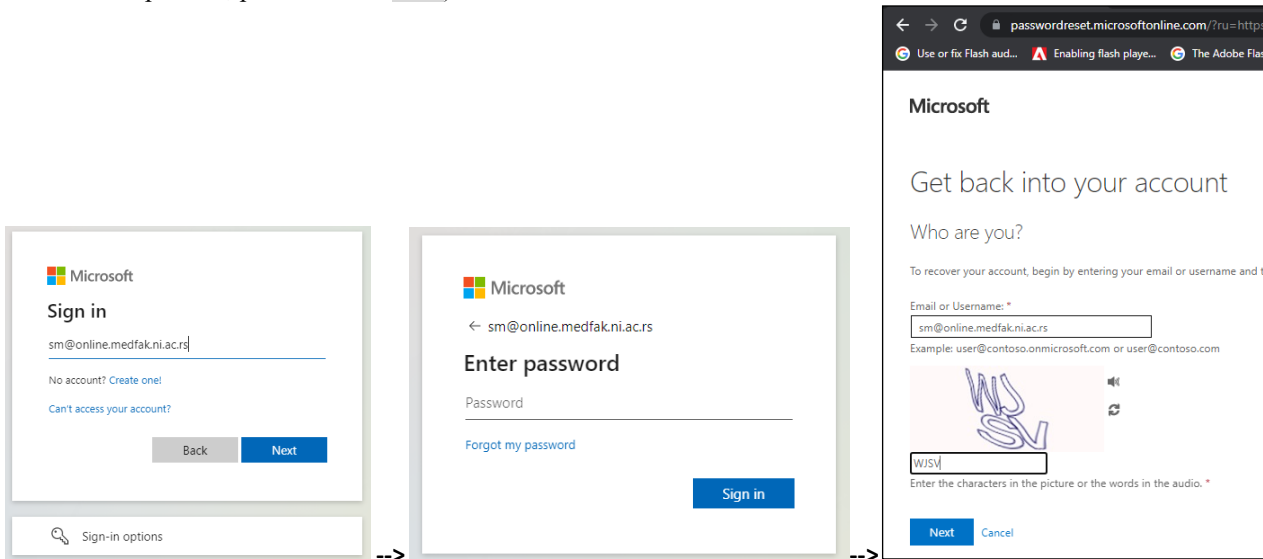 passwordreset.microsoftonline.com/?ru=https
Use or fix Flash aud... Enabling flash playe... The Adobe Flas
Microsoft
Get back into your account
Who are you?
To recover your account, begin by entering your email or username and t
Email or Username: *
sm@online.medfak.ni.ac.rs
Example: user@contoso.onmicrosoft.com or user@contoso.com
WJ
SV
WJSV
Enter the characters in the picture or the words in the audio. *
Next Cancel
Microsoft
Sign in
sm@online.medfak.ni.ac.rs
No account? Create one!
Can't access your account?
Back Next
Sign-in options
-->
Microsoft
← sm@online.medfak.ni.ac.rs
Enter password
Password
Forgot my password
Sign in
-->